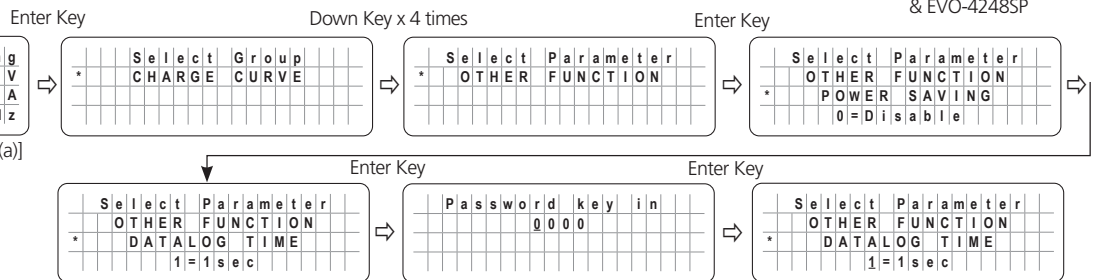 & EVO-4248SP
Enter Key
Down Key x 4 times
Enter Key
g
V
A
z
(a)]
Select Group
* CHARGE CURVE
Select Parameter
* OTHER FUNCTION
Select Parameter
OTHER FUNCTION
* POWER SAVING
0=Disable
Enter Key
Enter Key
Select Parameter
OTHER FUNCTION
* DATALOG TIME
1=1sec
Password key in
0000
Select Parameter
OTHER FUNCTION
* DATALOG TIME
1=1sec